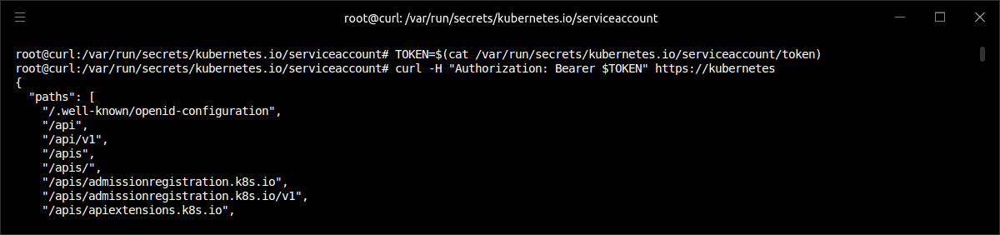 root@curl: /var/run/secrets/kubernetes.io/serviceaccount
root@curl:/var/run/secrets/kubernetes.io/serviceaccount# TOKEN=$(cat /var/run/secrets/kubernetes.io/serviceaccount/token)
root@curl:/var/run/secrets/kubernetes.io/serviceaccount# curl -H "Authorization: Bearer $TOKEN" https://kubernetes
{
  "paths": [
    "/.well-known/openid-configuration",
    "/api",
    "/api/v1",
    "/apis",
    "/apis/",
    "/apis/admissionregistration.k8s.io",
    "/apis/admissionregistration.k8s.io/v1",
    "/apis/apiextensions.k8s.io",